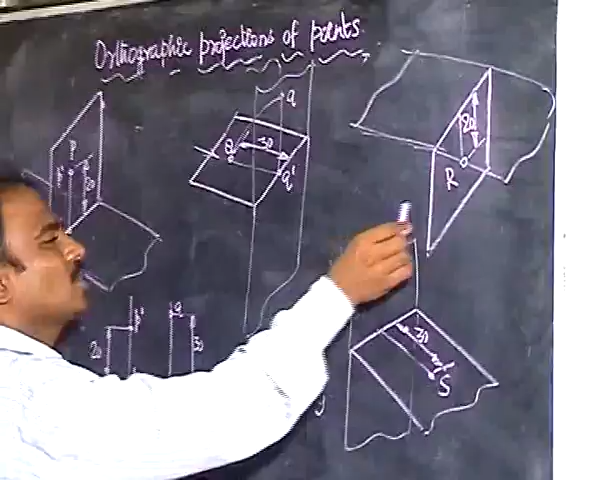 Orthographic projections of points.
P
p'
20
Q
30
q
q'
20
R
20
p'
q
30
30
S
y